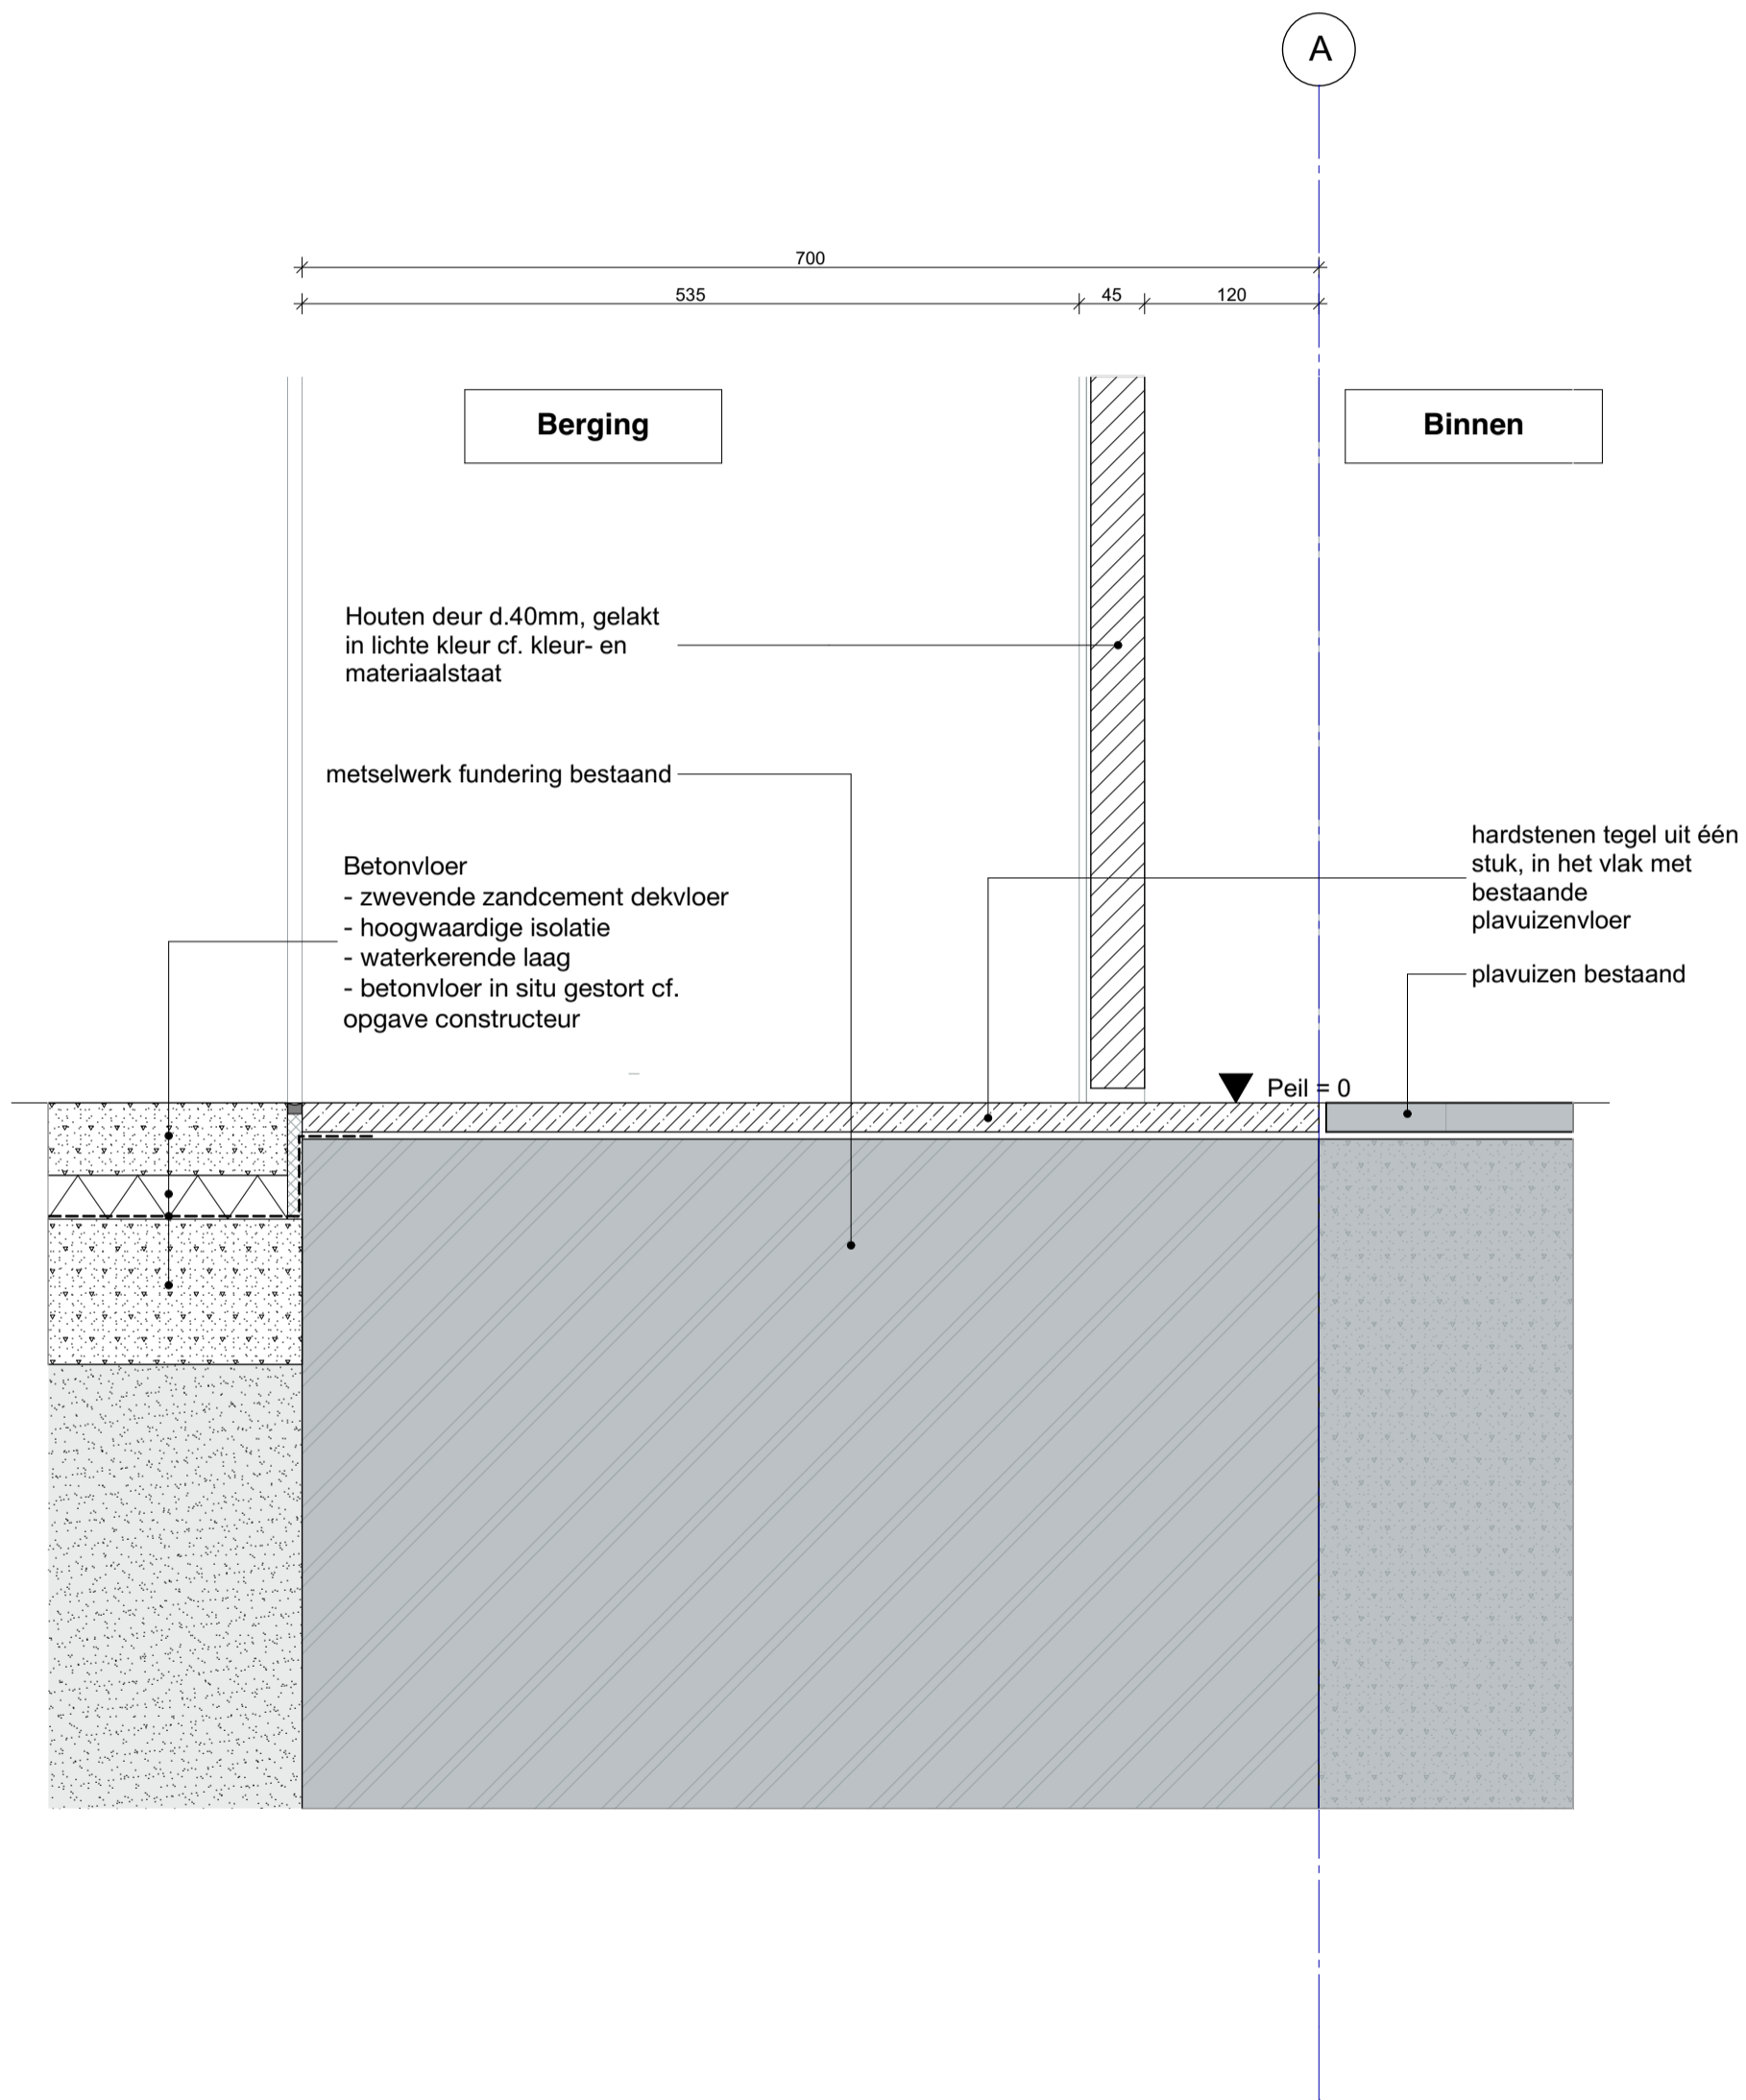 A
700
535
45
120
Berging
Binnen
Houten deur d.40mm, gelakt
in lichte kleur cf. kleur- en
materiaalstaat
metselwerk fundering bestaand
hardstenen tegel uit één
stuk, in het vlak met
bestaande
plavuizenvloer
Betonvloer
- zwevende zandcement dekvloer
- hoogwaardige isolatie
- waterkerende laag
- betonvloer in situ gestort cf.
opgave constructeur
plavuizen bestaand
Peil = 0